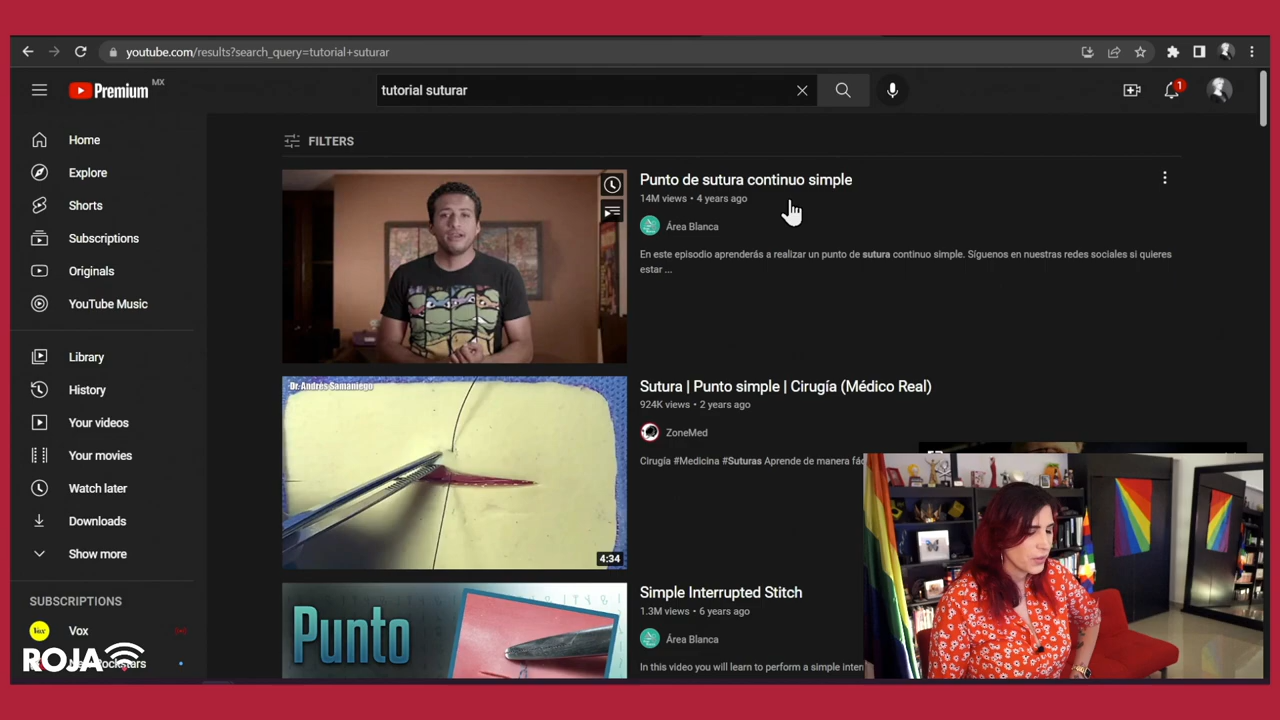 youtube.com/results?search_query=tutorial+suturar
Premium MX
tutorial suturar
1
Home
Explore
Shorts
Subscriptions
Originals
YouTube Music
Library
History
Your videos
Your movies
Watch later
Downloads
Show more
SUBSCRIPTIONS
Vox
Vox
ROJA
FILTERS
Punto de sutura continuo simple
14M views • 4 years ago
Área Blanca
En este episodio aprenderás a realizar un punto de sutura continuo simple. Síguenos en nuestras redes sociales si quieres
estar ...
Dr. Andrés Samaniego
4:34
Sutura | Punto simple | Cirugía (Médico Real)
924K views • 2 years ago
ZoneMed
Cirugía #Medicina #Suturas Aprende de manera
Punto
Simple Interrupted Stitch
1.3M views • 6 years ago
Área Blanca
In this video you will learn to perform a simple